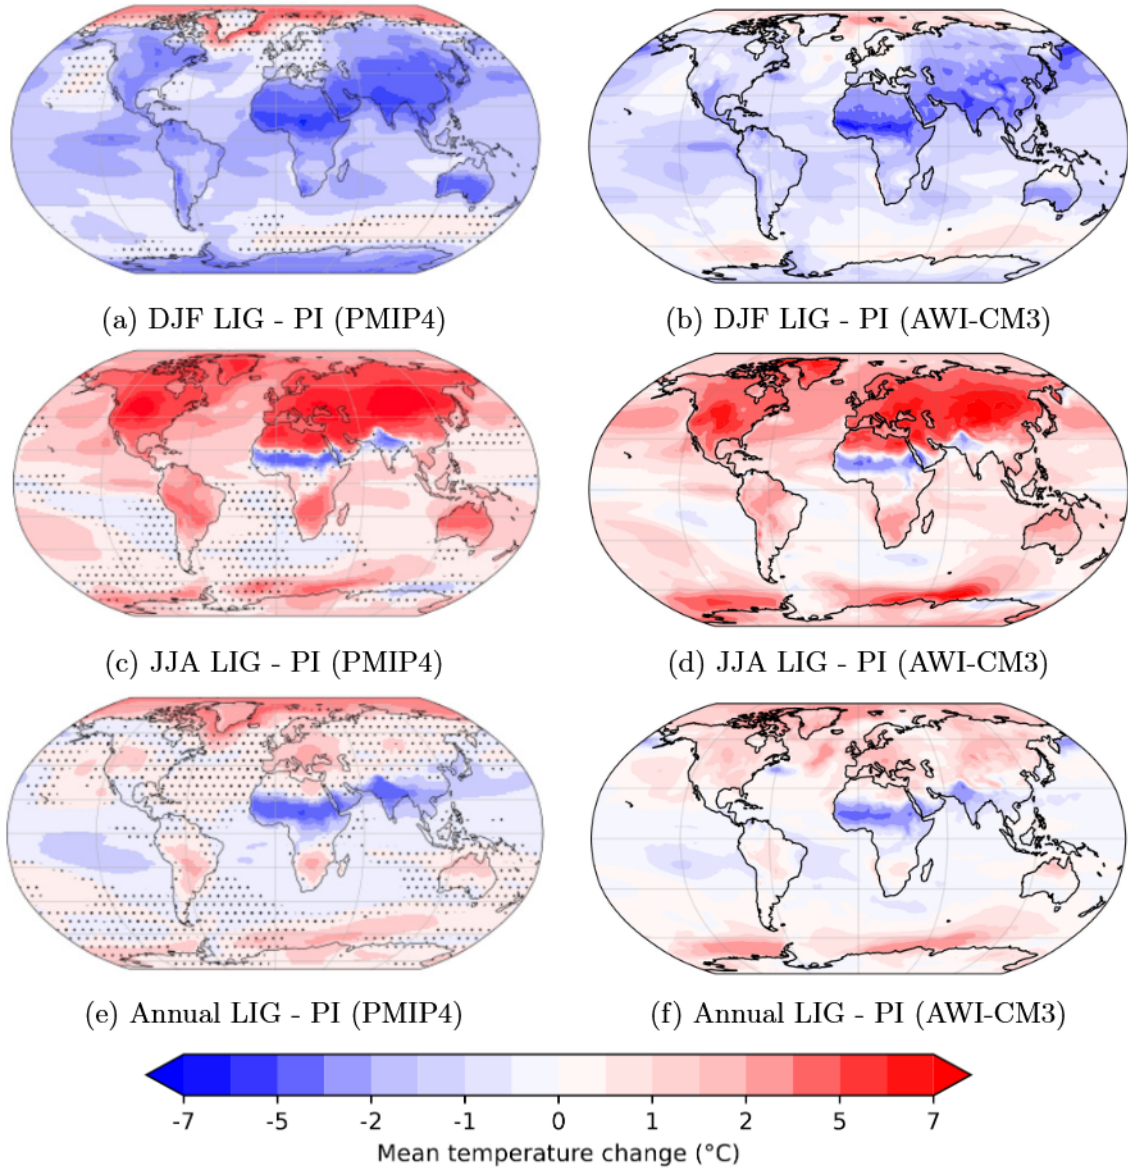 (a) DJF LIG - PI (PMIP4)
(b) DJF LIG - PI (AWI-CM3)
(c) JJA LIG - PI (PMIP4)
(d) JJA LIG - PI (AWI-CM3)
(e) Annual LIG - PI (PMIP4)
(f) Annual LIG - PI (AWI-CM3)
-7 -5 -2 -1 0 1 2 5 7
Mean temperature change (°C)